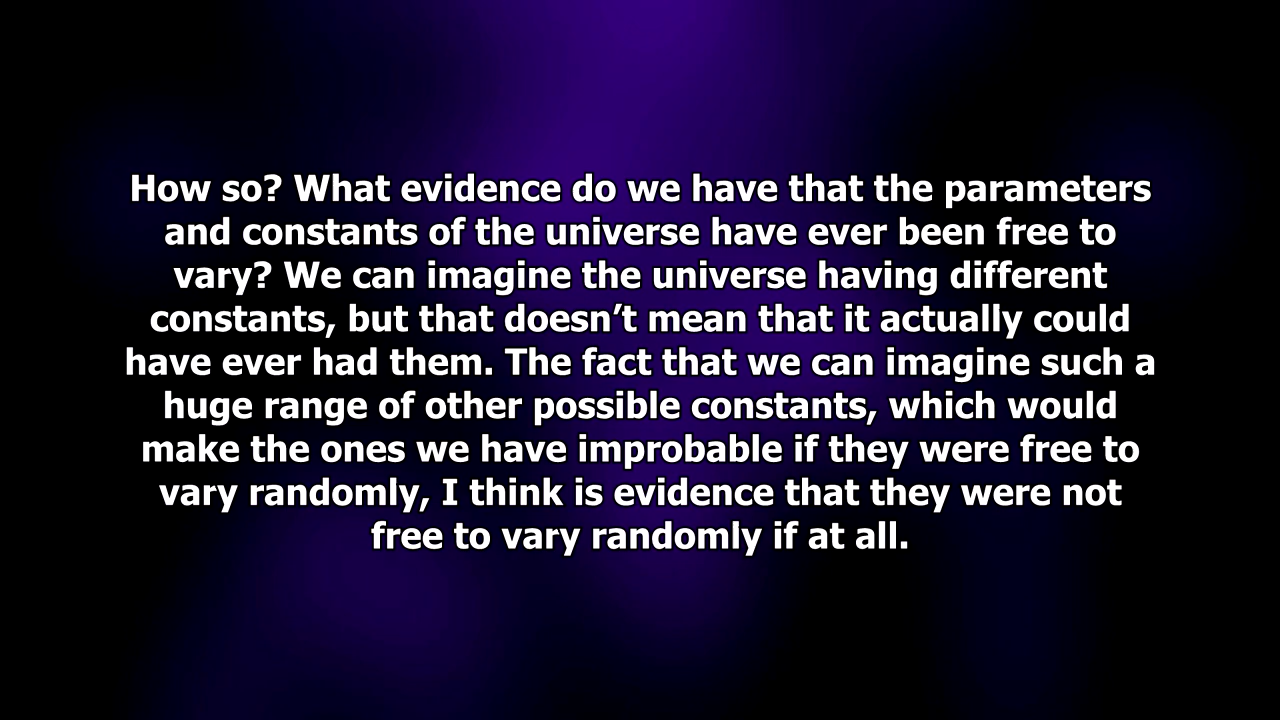 How so? What evidence do we have that the parameters
and constants of the universe have ever been free to
vary? We can imagine the universe having different
constants, but that doesn’t mean that it actually could
have ever had them. The fact that we can imagine such a
huge range of other possible constants, which would
make the ones we have improbable if they were free to
vary randomly, I think is evidence that they were not
free to vary randomly if at all.